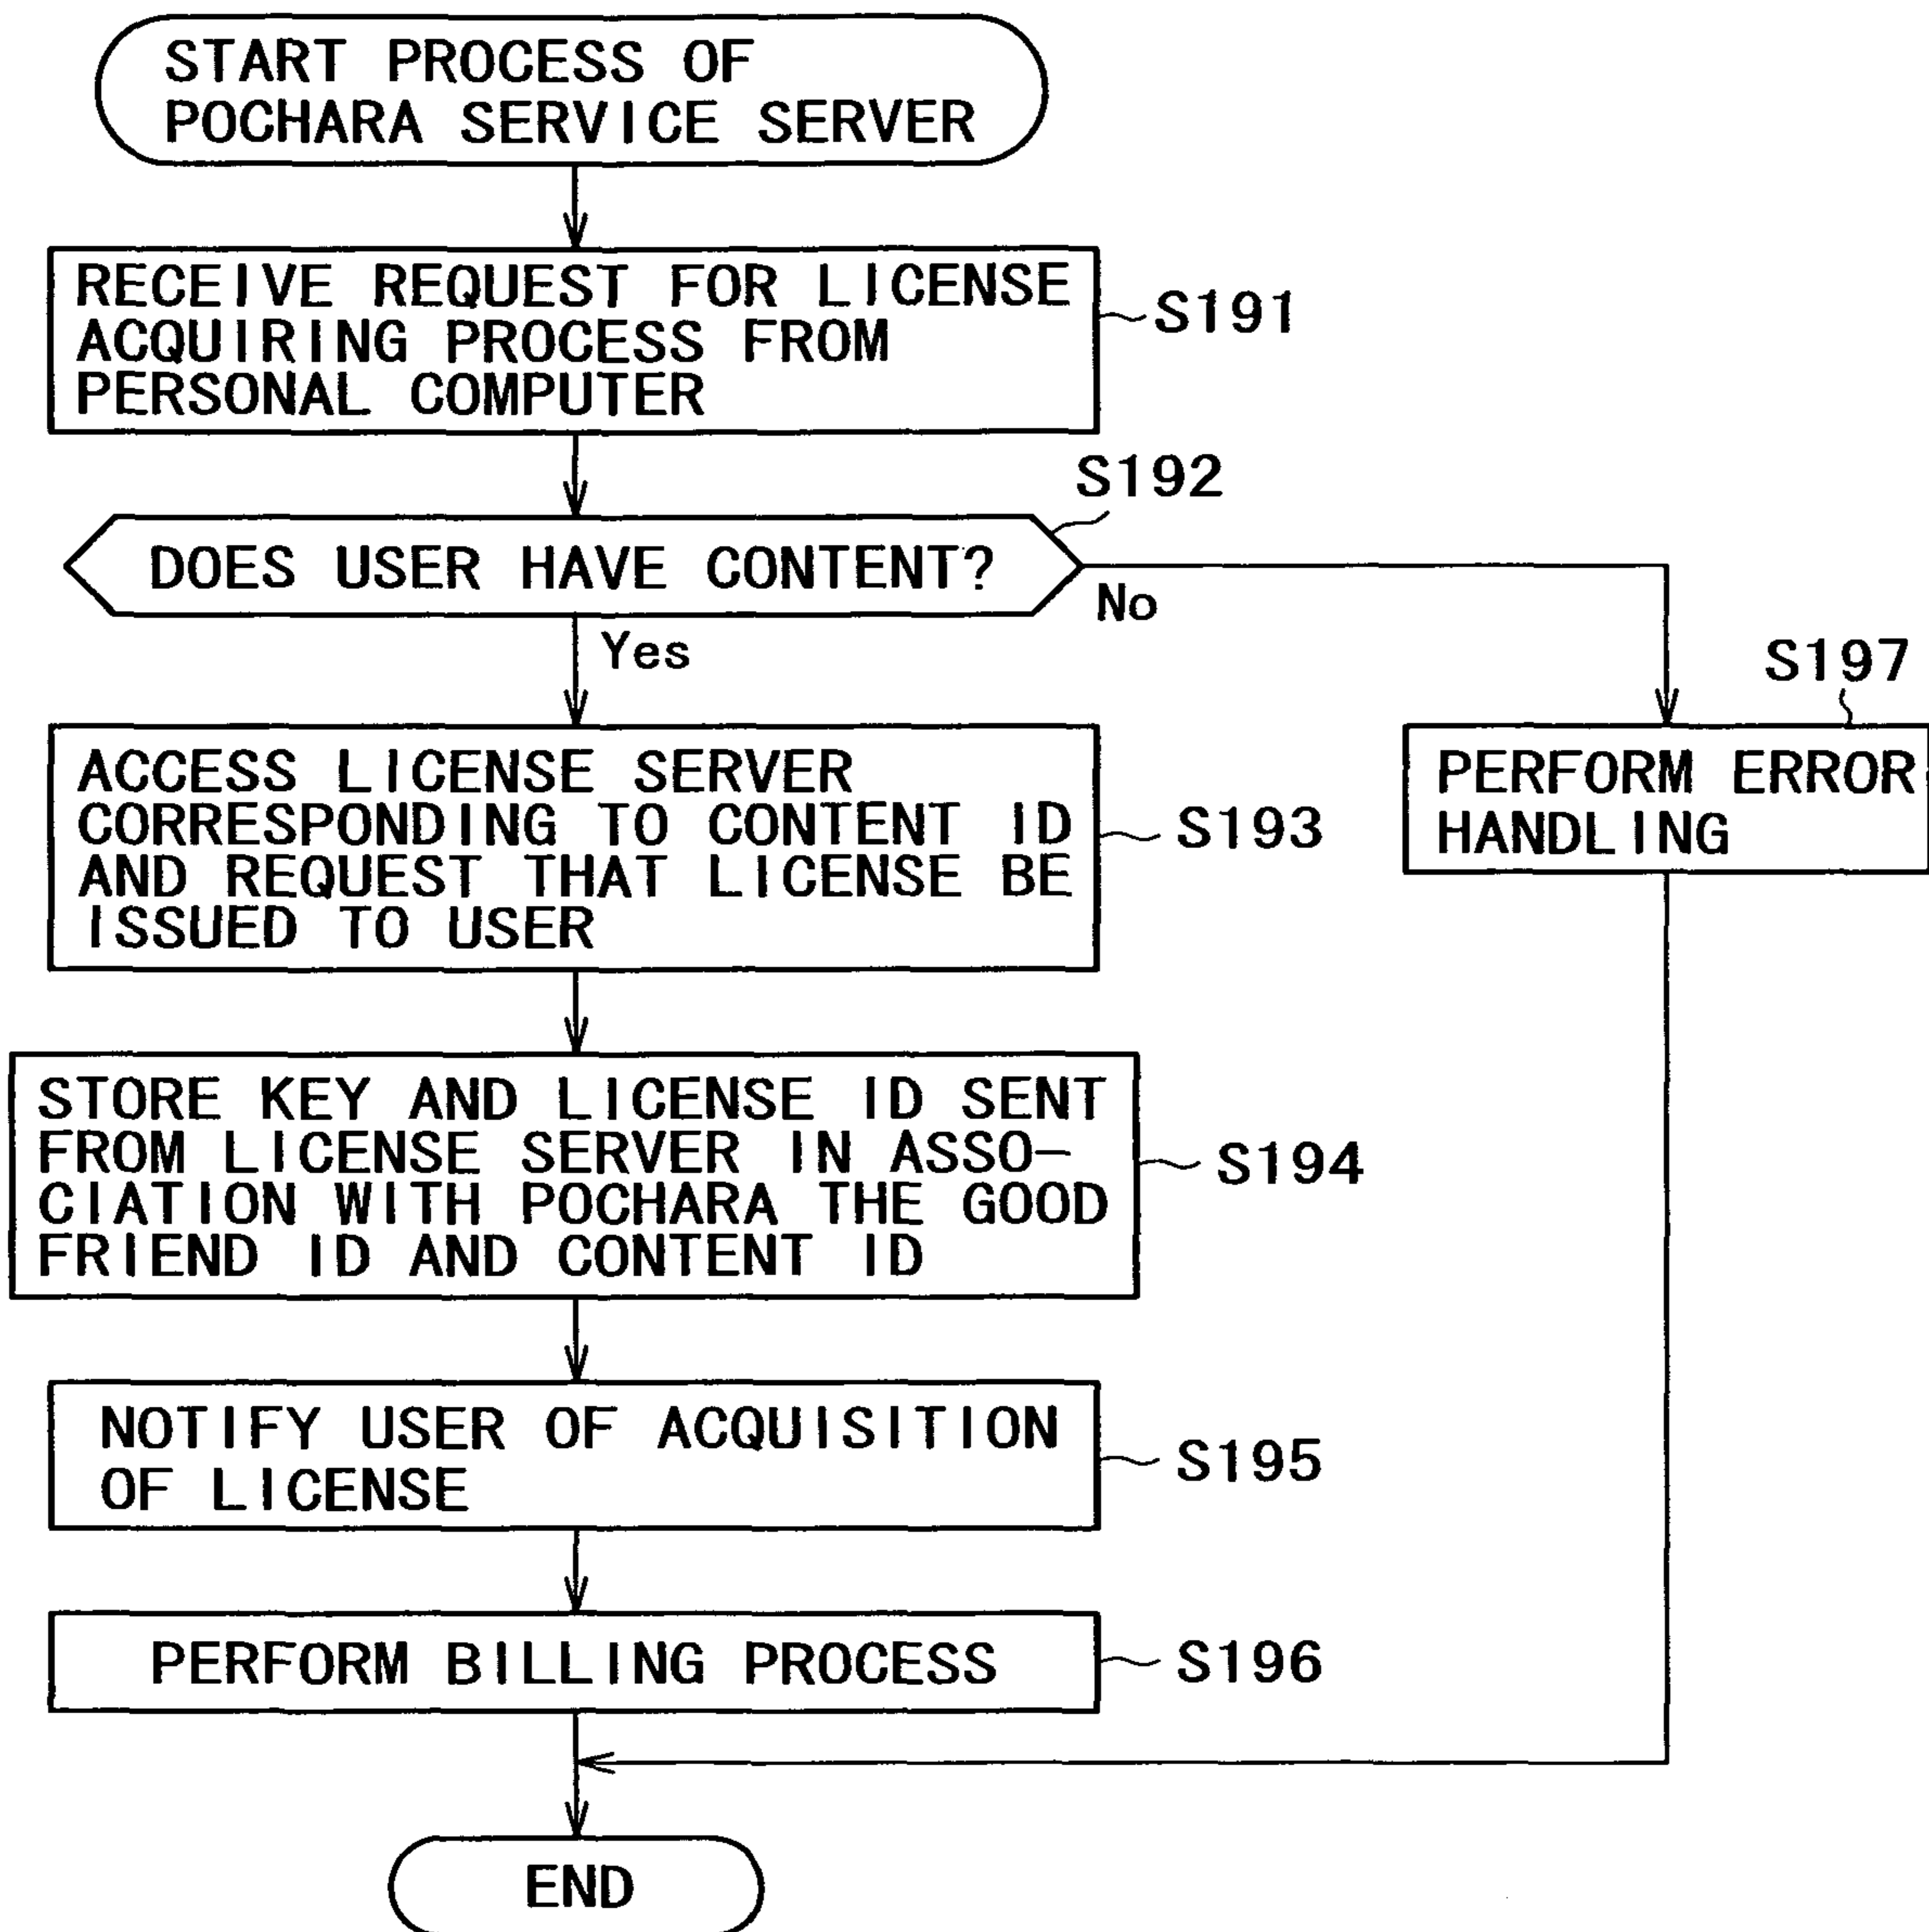 START PROCESS OF
POCHARA SERVICE SERVER
RECEIVE REQUEST FOR LICENSE
ACQUIRING PROCESS FROM
PERSONAL COMPUTER
S191
S192
DOES USER HAVE CONTENT?
No
Yes
S197
PERFORM ERROR
HANDLING
ACCESS LICENSE SERVER
CORRESPONDING TO CONTENT ID
AND REQUEST THAT LICENSE BE
ISSUED TO USER
S193
STORE KEY AND LICENSE ID SENT
FROM LICENSE SERVER IN ASSO-
CIATION WITH POCHARA THE GOOD
FRIEND ID AND CONTENT ID
S194
NOTIFY USER OF ACQUISITION
OF LICENSE
S195
PERFORM BILLING PROCESS
S196
END